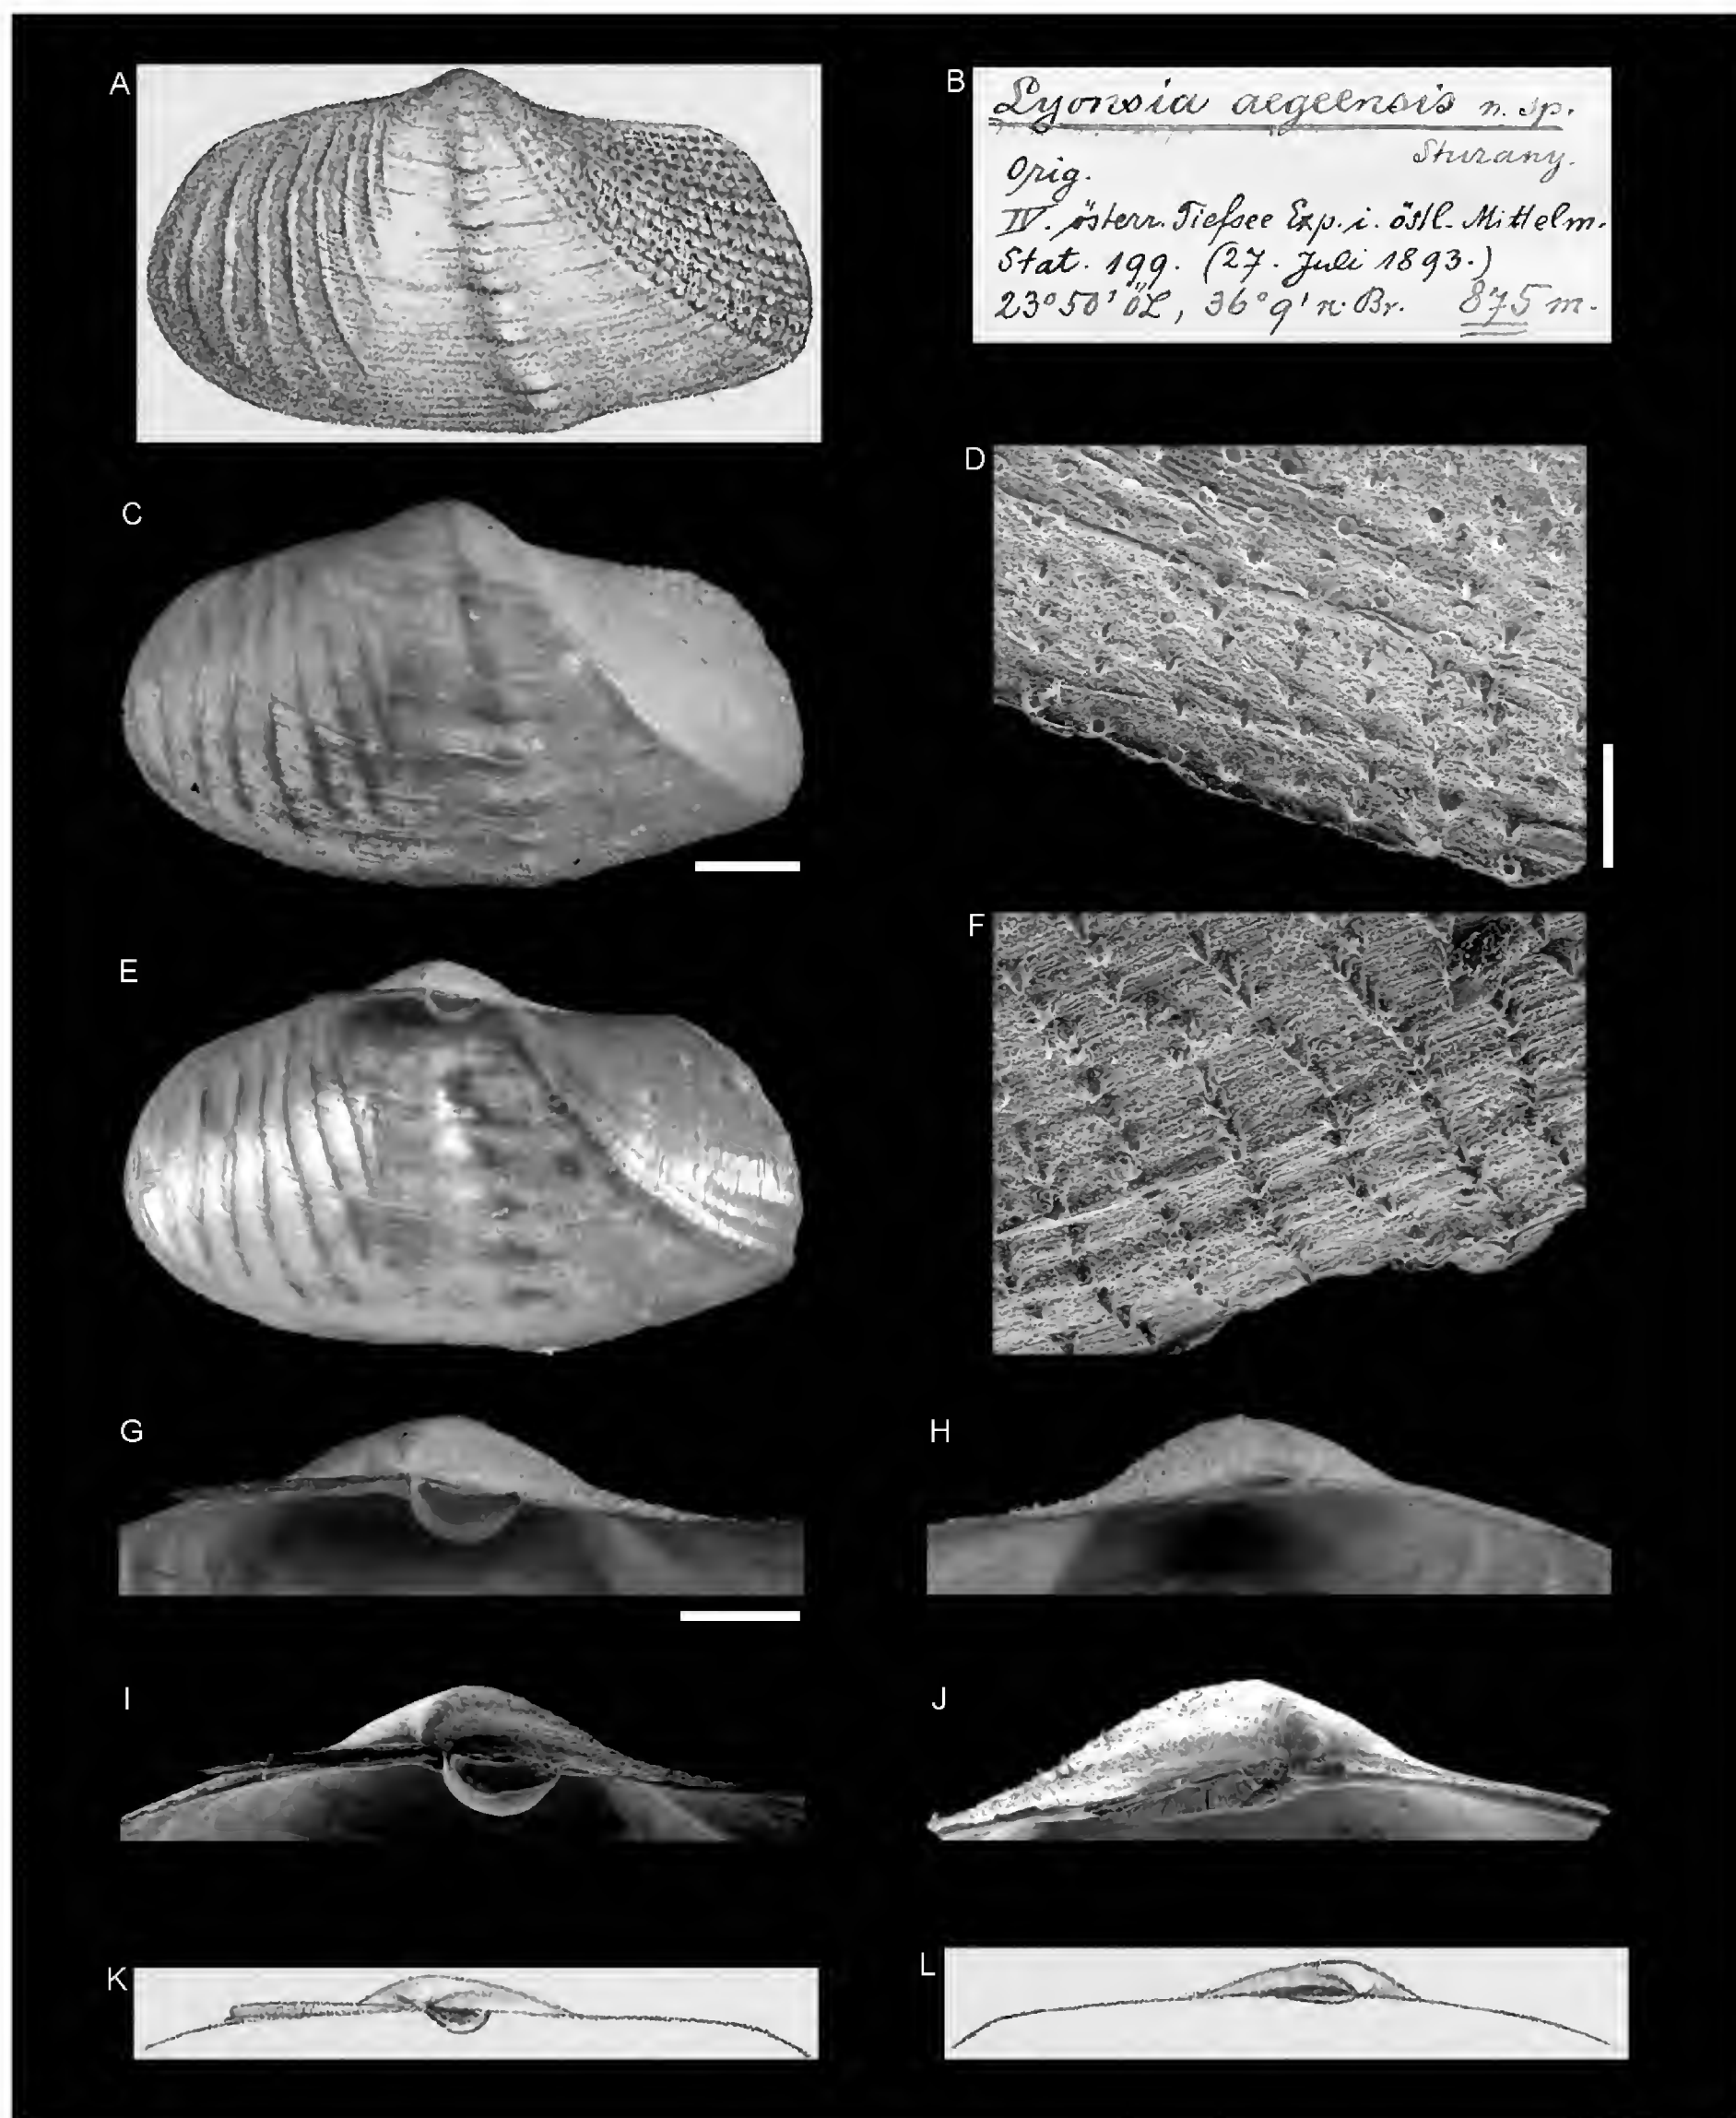 A
B
Lyonsia aegeensis n. sp.
Sturany.
Orig.
IV. österr. Tiefsee Exp. i. östl. Mittelm.
Stat. 199. (27. Juli 1893.)
23° 50' ÖL, 36° 9' n. Br. 875 m.
C
D
E
F
G
H
I
J
K
L